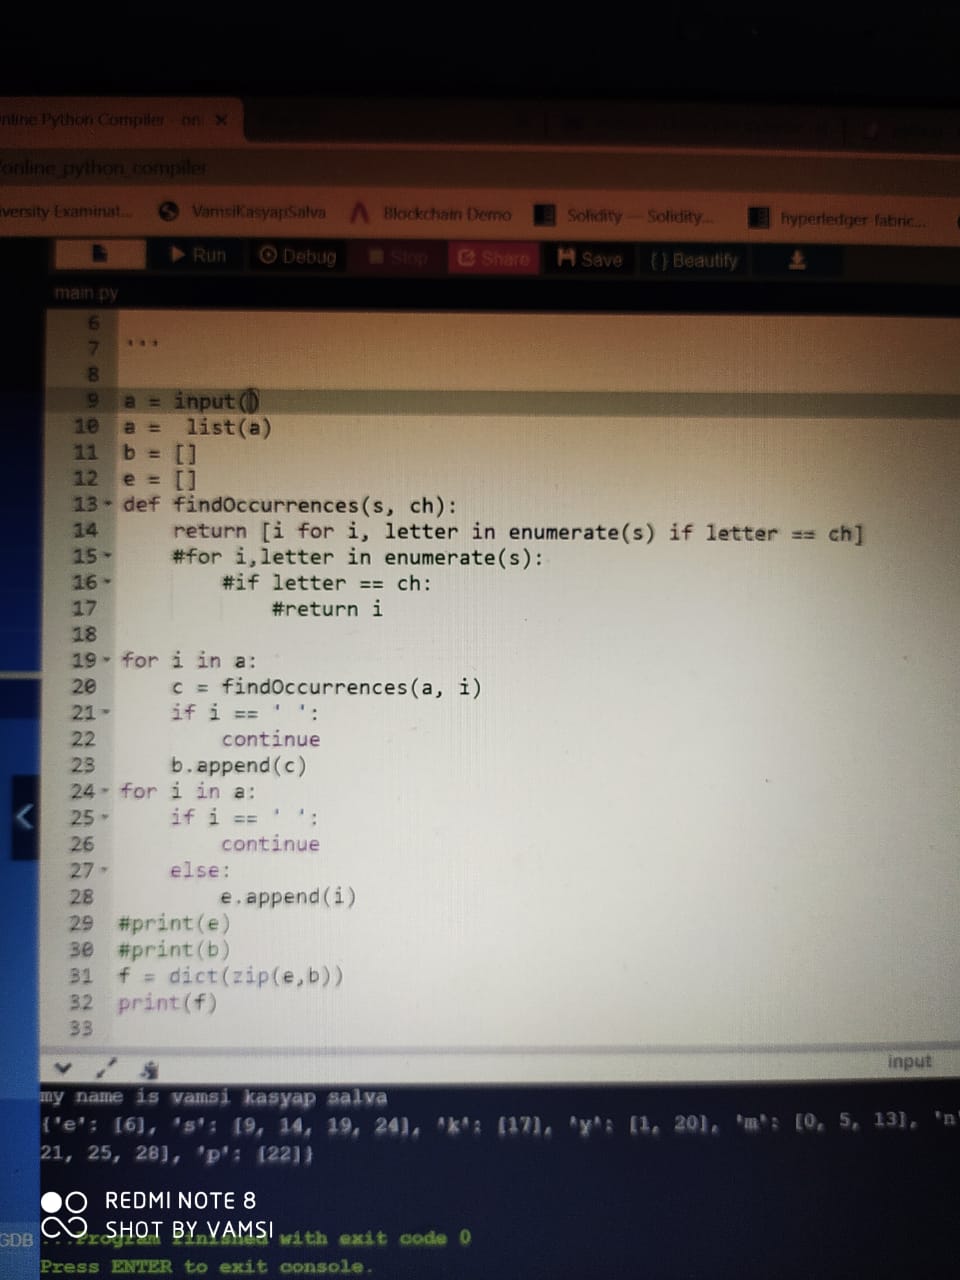 nline Python Compiler - onl ×
online_python_compiler
versity Examinat... VamsiKasyapSalva Blockchain Demo Solidity — Solidity... hyperledger-fabric...
Run Debug Stop Share Save {} Beautify
main.py
6
7 '''
8
9 a = input()
10 a =  list(a)
11 b = []
12 e = []
13 def findOccurrences(s, ch):
14     return [i for i, letter in enumerate(s) if letter == ch]
15     #for i,letter in enumerate(s):
16         #if letter == ch:
17             #return i
18
19 for i in a:
20     c = findOccurrences(a, i)
21     if i == ' ':
22         continue
23     b.append(c)
24 for i in a:
25     if i == ' ':
26         continue
27     else:
28         e.append(i)
29 #print(e)
30 #print(b)
31 f = dict(zip(e,b))
32 print(f)
33
input
my name is vamsi kasyap salva
{'e': [6], 's': [9, 14, 19, 24], 'k': [17], 'y': [1, 20], 'm': [0, 5, 13], 'n'
21, 25, 28], 'p': [22]}
REDMI NOTE 8
SHOT BY VAMSI
GDB
...Program finished with exit code 0
Press ENTER to exit console.